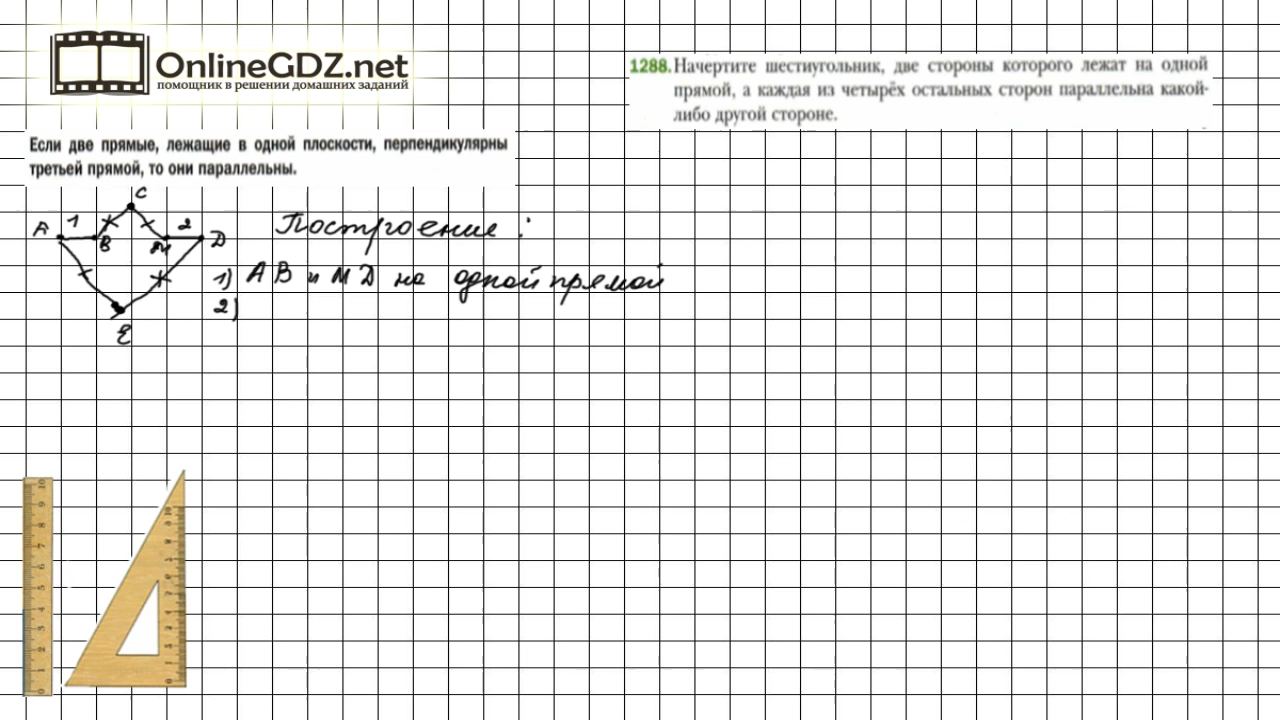 OnlineGDZ.net
помощник в решении домашних заданий
1288. Начертите шестиугольник, две стороны которого лежат на одной
прямой, а каждая из четырёх остальных сторон параллельна какой-
либо другой стороне.
Если две прямые, лежащие в одной плоскости, перпендикулярны
третьей прямой, то они параллельны.
C
A 1 B 2 D
M
E
Построение:
1) AB и MD на одной прямой
2)